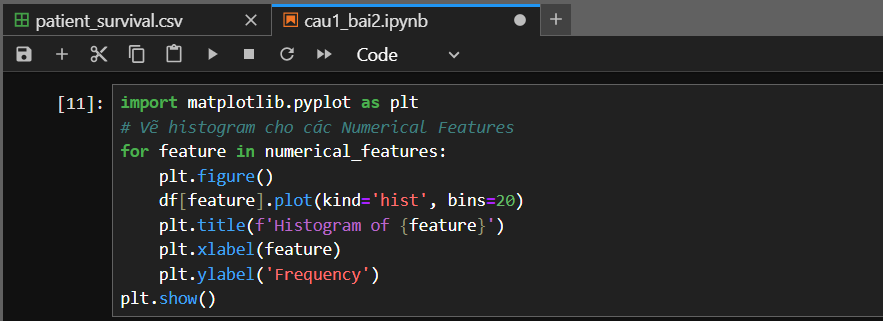 patient_survival.csv
cau1_bai2.ipynb
Code
[11]:
import matplotlib.pyplot as plt
# Vẽ histogram cho các Numerical Features
for feature in numerical_features:
    plt.figure()
    df[feature].plot(kind='hist', bins=20)
    plt.title(f'Histogram of {feature}')
    plt.xlabel(feature)
    plt.ylabel('Frequency')
plt.show()